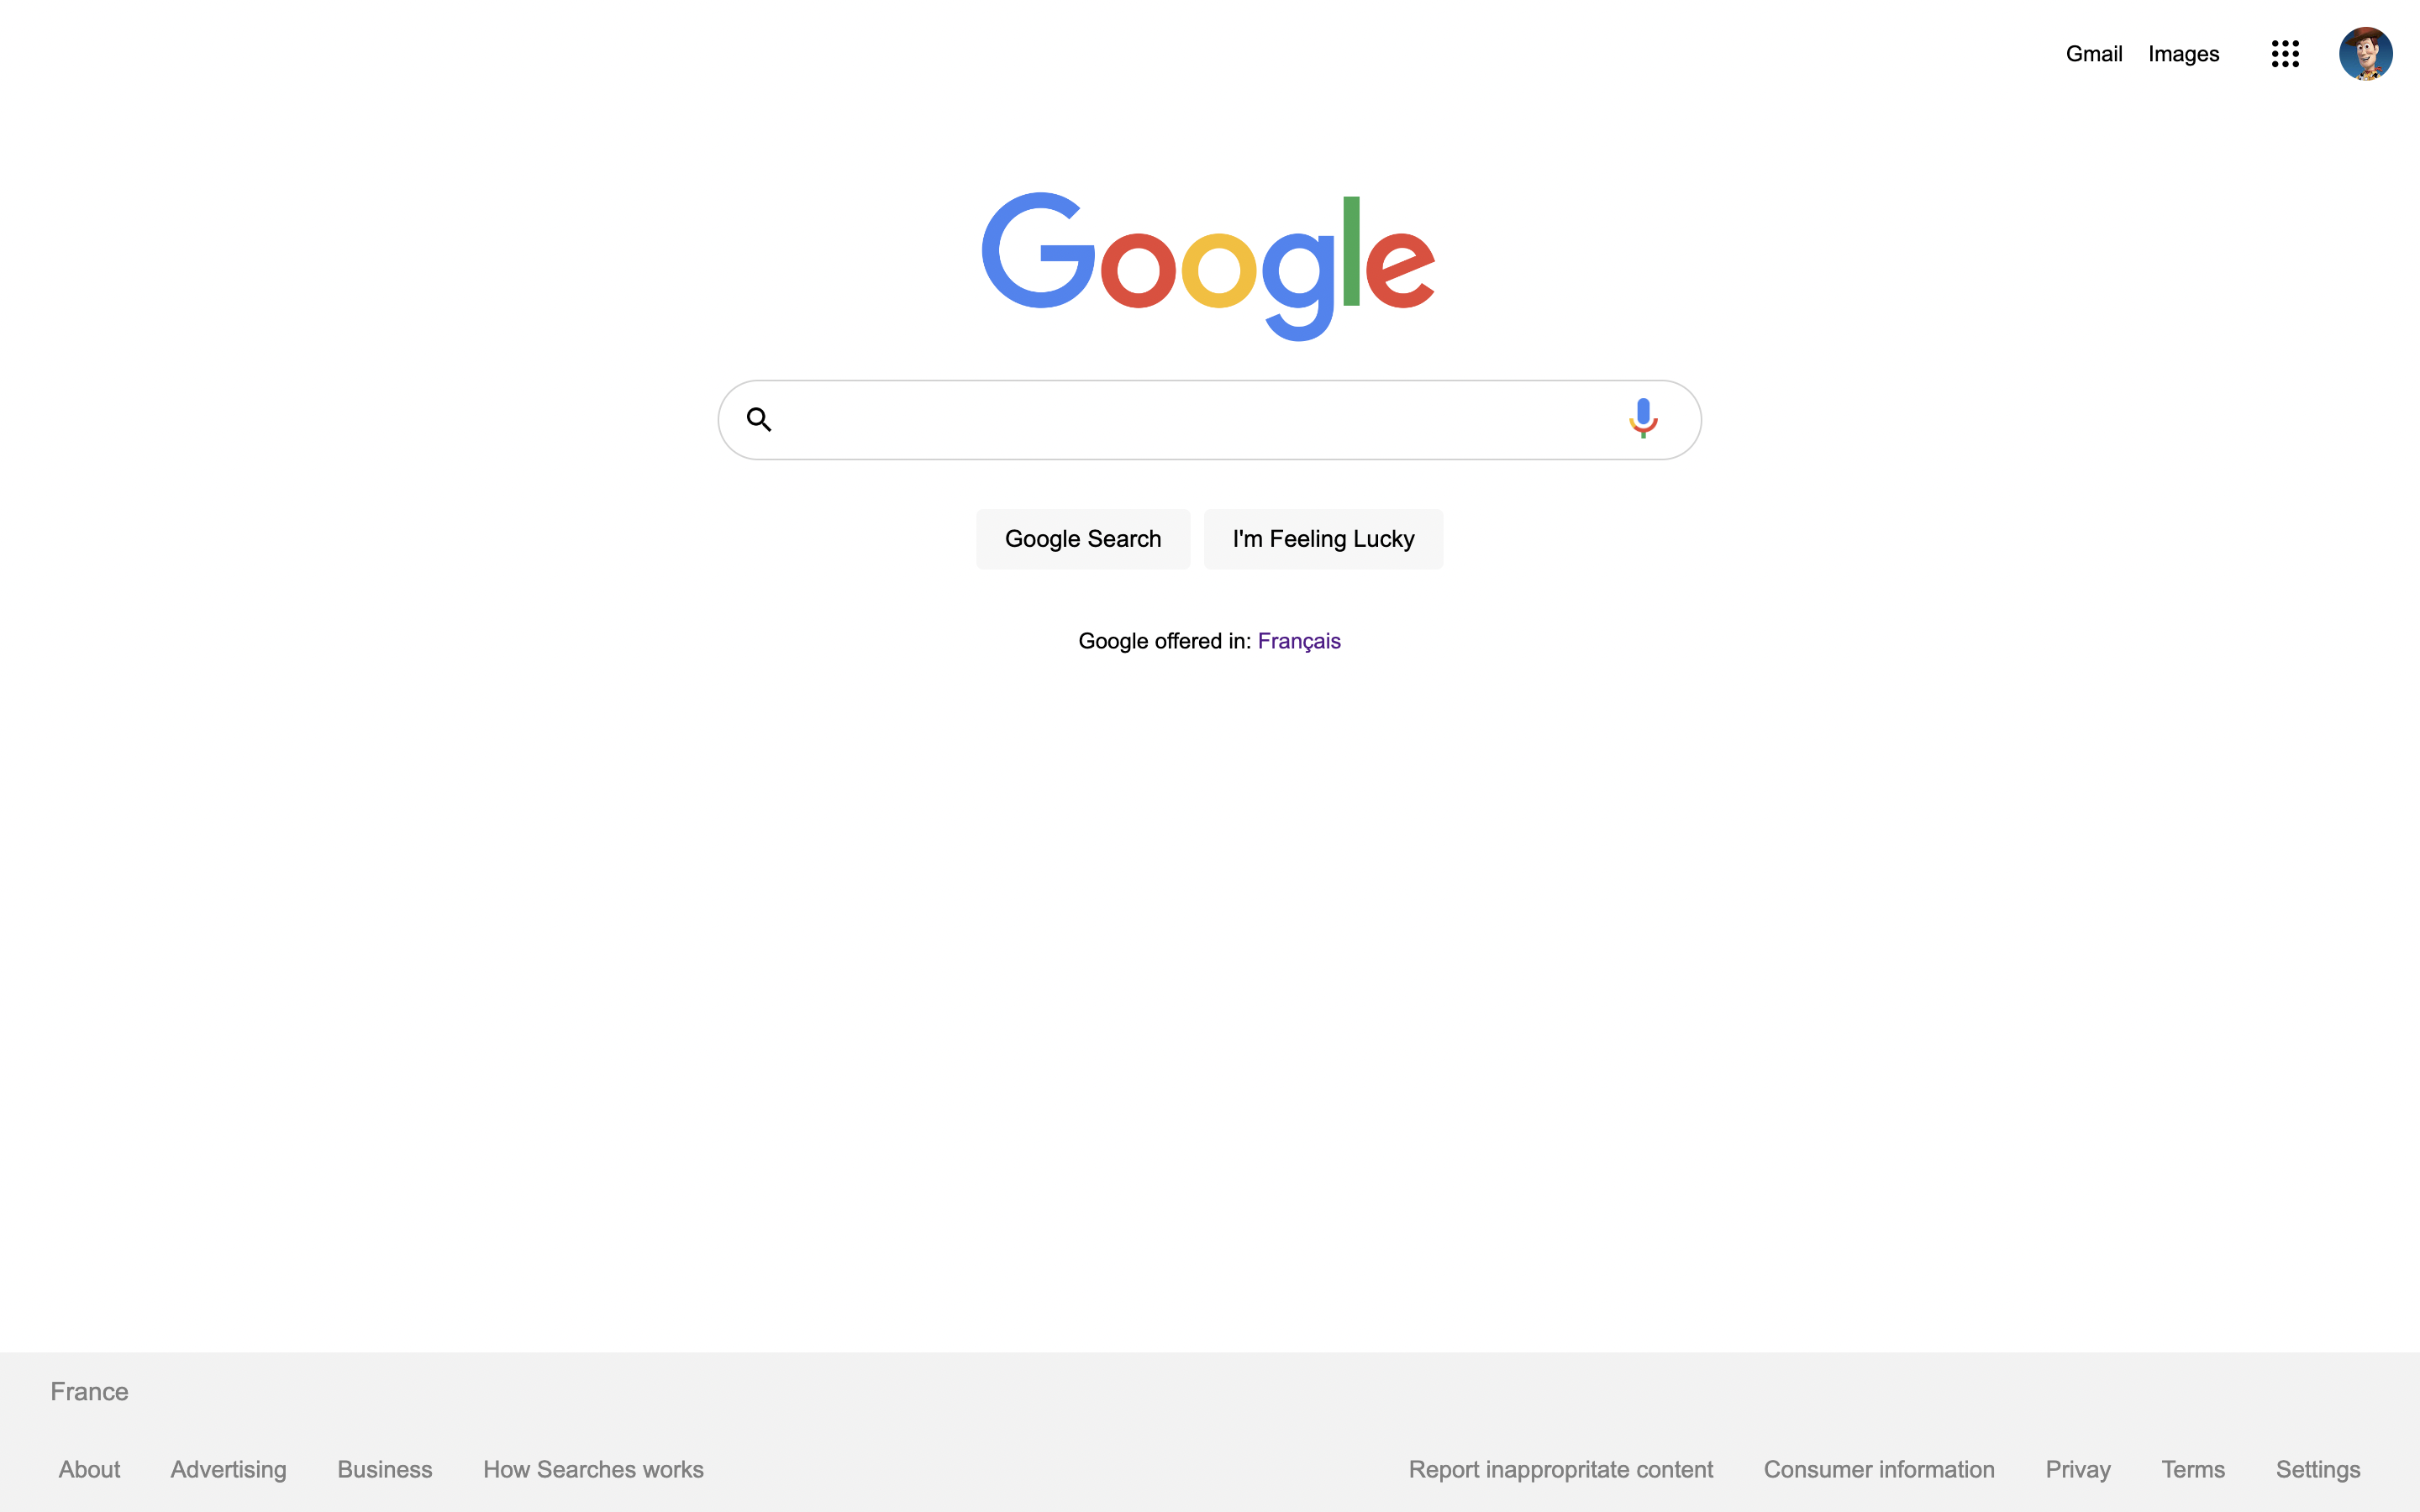 Gmail Images
Google
Google Search I'm Feeling Lucky
Google offered in: Français
France
About Advertising Business How Searches works Report inappropritate content Consumer information Privay Terms Settings